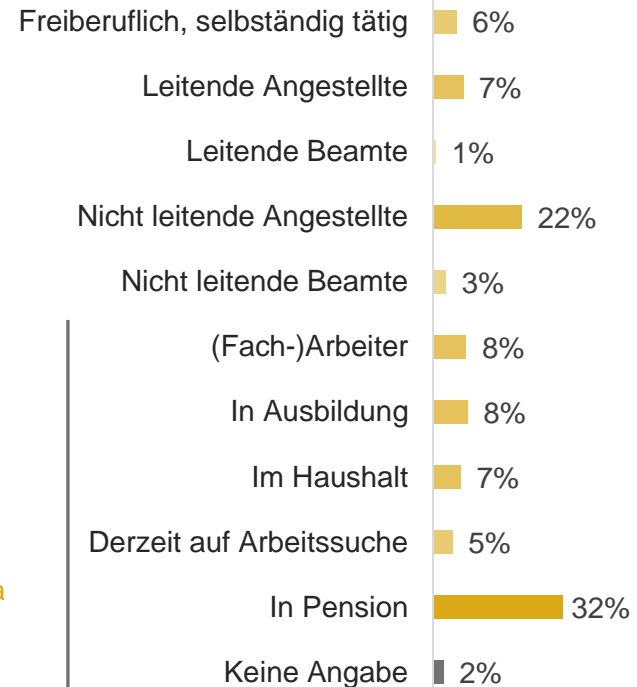 Freiberuflich, selbständig tätig 6%
Leitende Angestellte 7%
Leitende Beamte 1%
Nicht leitende Angestellte 22%
Nicht leitende Beamte 3%
(Fach-)Arbeiter 8%
In Ausbildung 8%
Im Haushalt 7%
Derzeit auf Arbeitssuche 5%
In Pension 32%
Keine Angabe 2%